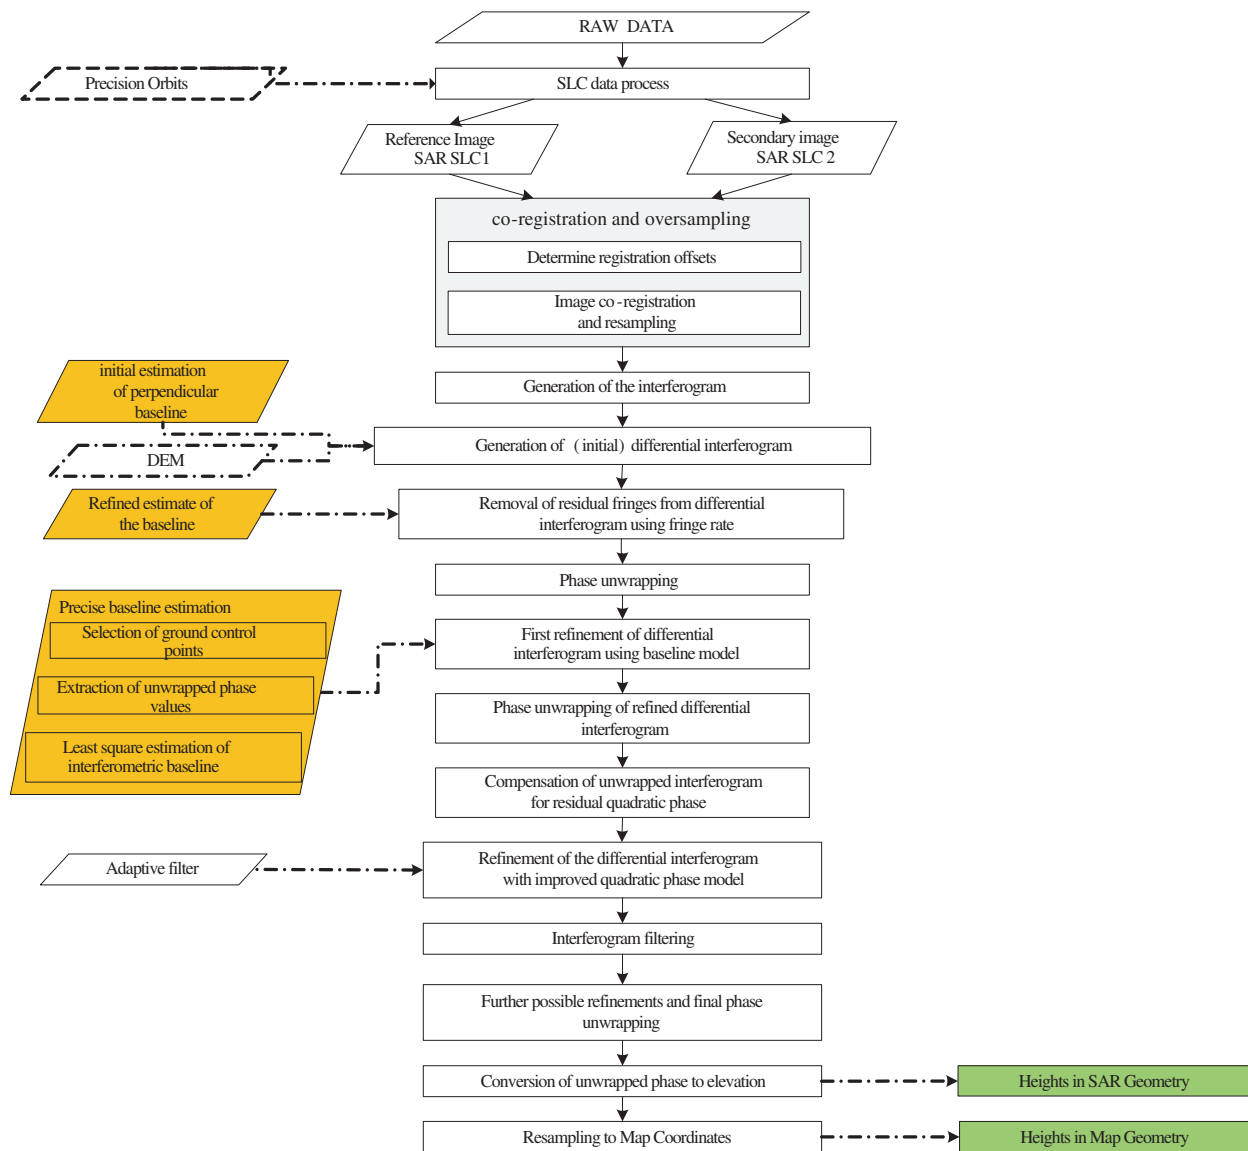 RAW DATA
Precision Orbits
SLC data process
Reference Image
SAR SLC1
Secondary image
SAR SLC 2
co-registration and oversampling
Determine registration offsets
Image co-registration
and resampling
initial estimation
of perpendicular
baseline
Generation of the interferogram
DEM
Generation of (initial) differential interferogram
Refined estimate of
the baseline
Removal of residual fringes from differential
interferogram using fringe rate
Phase unwrapping
Precise baseline estimation
Selection of ground control
points
Extraction of unwrapped phase
values
Least square estimation of
interferometric baseline
First refinement of differential
interferogram using baseline model
Phase unwrapping of refined differential
interferogram
Compensation of unwrapped interferogram
for residual quadratic phase
Adaptive filter
Refinement of the differential interferogram
with improved quadratic phase model
Interferogram filtering
Further possible refinements and final phase
unwrapping
Conversion of unwrapped phase to elevation
Heights in SAR Geometry
Resampling to Map Coordinates
Heights in Map Geometry